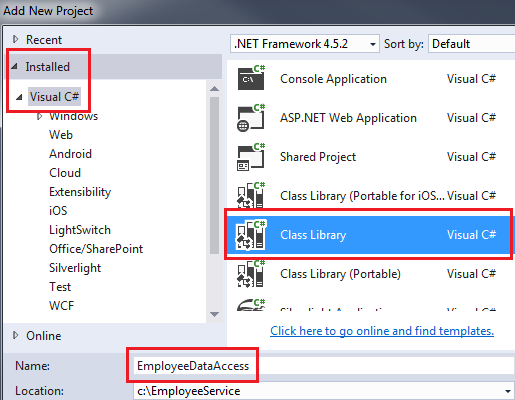 Add New Project
Recent
Installed
Visual C#
Windows
Web
Android
Cloud
Extensibility
iOS
LightSwitch
Office/SharePoint
Silverlight
Test
WCF
Online
.NET Framework 4.5.2 Sort by: Default
C# C:\ Console Application Visual C#
C# ASP.NET Web Application Visual C#
C# Shared Project Visual C#
C# Class Library (Portable for iOS... Visual C#
C# Class Library Visual C#
C# Class Library (Portable) Visual C#
C# Silverlight Application Visual C#
Click here to go online and find templates.
Name: EmployeeDataAccess
Location: c:\EmployeeService